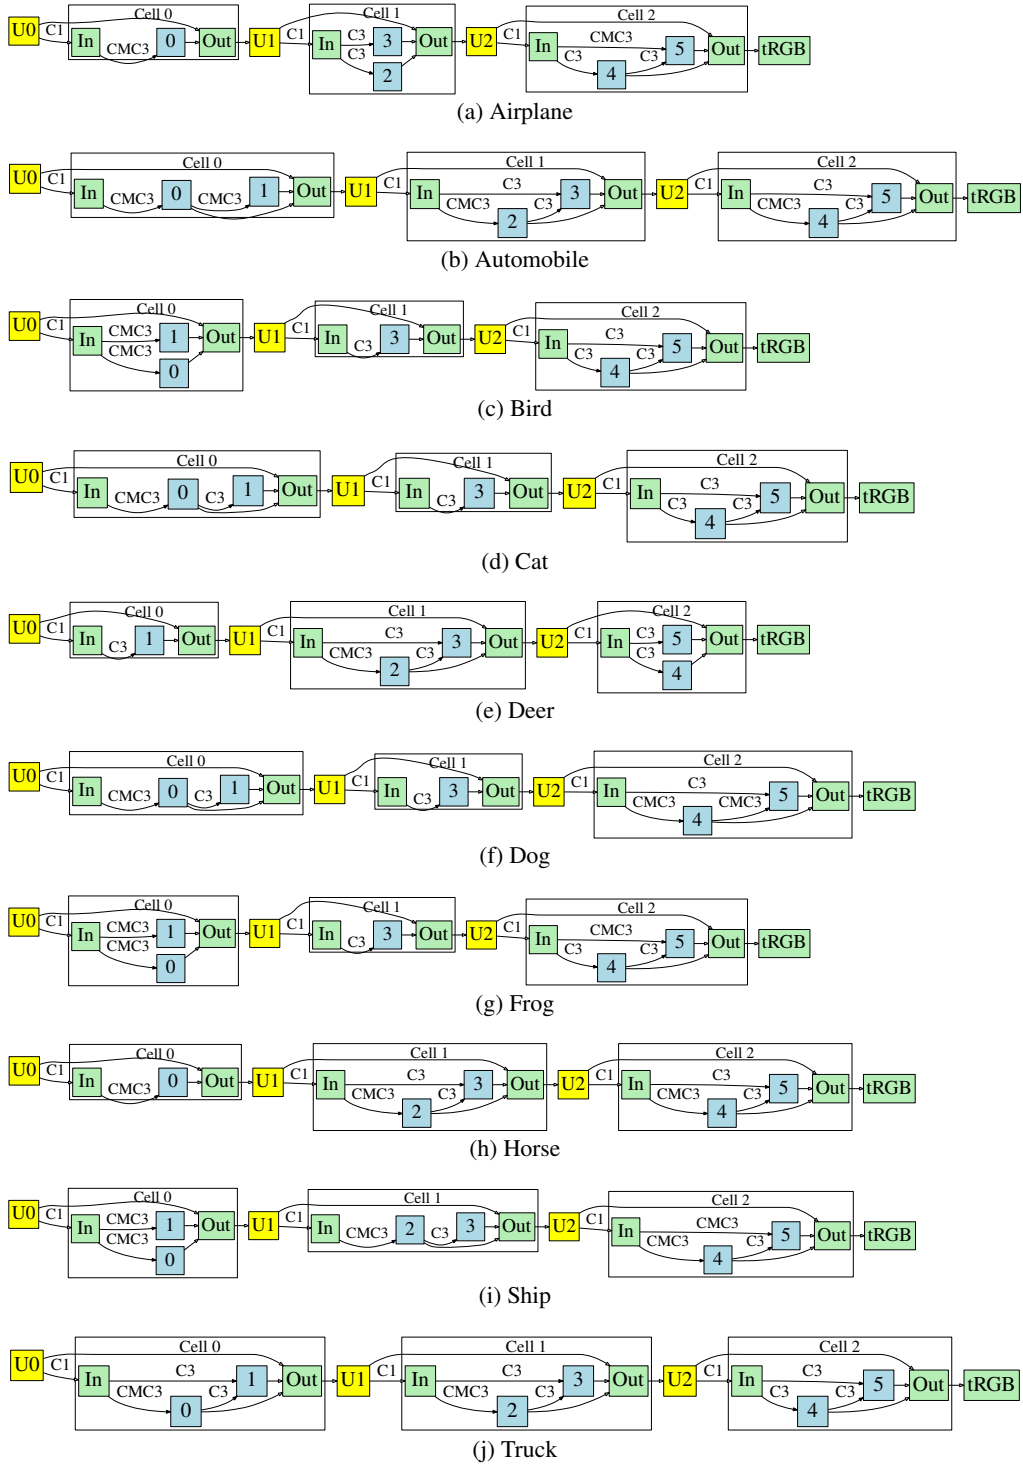 U0 C1 Cell 0 In CMC3 0 Out U1 C1 Cell 1 In C3 3 C3 2 Out U2 C1 Cell 2 In CMC3 5 C3 4 C3 Out tRGB
(a) Airplane
U0 C1 Cell 0 In CMC3 0 CMC3 1 Out U1 C1 Cell 1 In C3 3 CMC3 2 C3 Out U2 C1 Cell 2 In C3 5 CMC3 4 C3 Out tRGB
(b) Automobile
U0 C1 Cell 0 In CMC3 1 CMC3 0 Out U1 C1 Cell 1 In C3 3 Out U2 C1 Cell 2 In C3 5 C3 4 C3 Out tRGB
(c) Bird
U0 C1 Cell 0 In CMC3 0 C3 1 Out U1 C1 Cell 1 In C3 3 Out U2 C1 Cell 2 In C3 5 C3 4 C3 Out tRGB
(d) Cat
U0 C1 Cell 0 In C3 1 Out U1 C1 Cell 1 In C3 3 CMC3 2 C3 Out U2 C1 Cell 2 In C3 5 C3 4 Out tRGB
(e) Deer
U0 C1 Cell 0 In CMC3 0 C3 1 Out U1 C1 Cell 1 In C3 3 Out U2 C1 Cell 2 In C3 5 CMC3 4 CMC3 Out tRGB
(f) Dog
U0 C1 Cell 0 In CMC3 1 CMC3 0 Out U1 C1 Cell 1 In C3 3 Out U2 C1 Cell 2 In CMC3 5 C3 4 C3 Out tRGB
(g) Frog
U0 C1 Cell 0 In CMC3 0 Out U1 C1 Cell 1 In C3 3 CMC3 2 C3 Out U2 C1 Cell 2 In C3 5 CMC3 4 C3 Out tRGB
(h) Horse
U0 C1 Cell 0 In CMC3 1 CMC3 0 Out U1 C1 Cell 1 In CMC3 2 C3 3 Out U2 C1 Cell 2 In CMC3 5 CMC3 4 C3 Out tRGB
(i) Ship
U0 C1 Cell 0 In C3 1 CMC3 0 C3 Out U1 C1 Cell 1 In C3 3 CMC3 2 C3 Out U2 C1 Cell 2 In C3 5 C3 4 C3 Out tRGB
(j) Truck